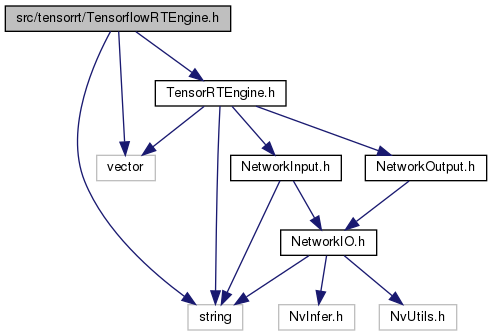 src/tensorrt/TensorflowRTEngine.h
TensorRTEngine.h
vector
NetworkInput.h
NetworkOutput.h
NetworkIO.h
string
NvInfer.h
NvUtils.h